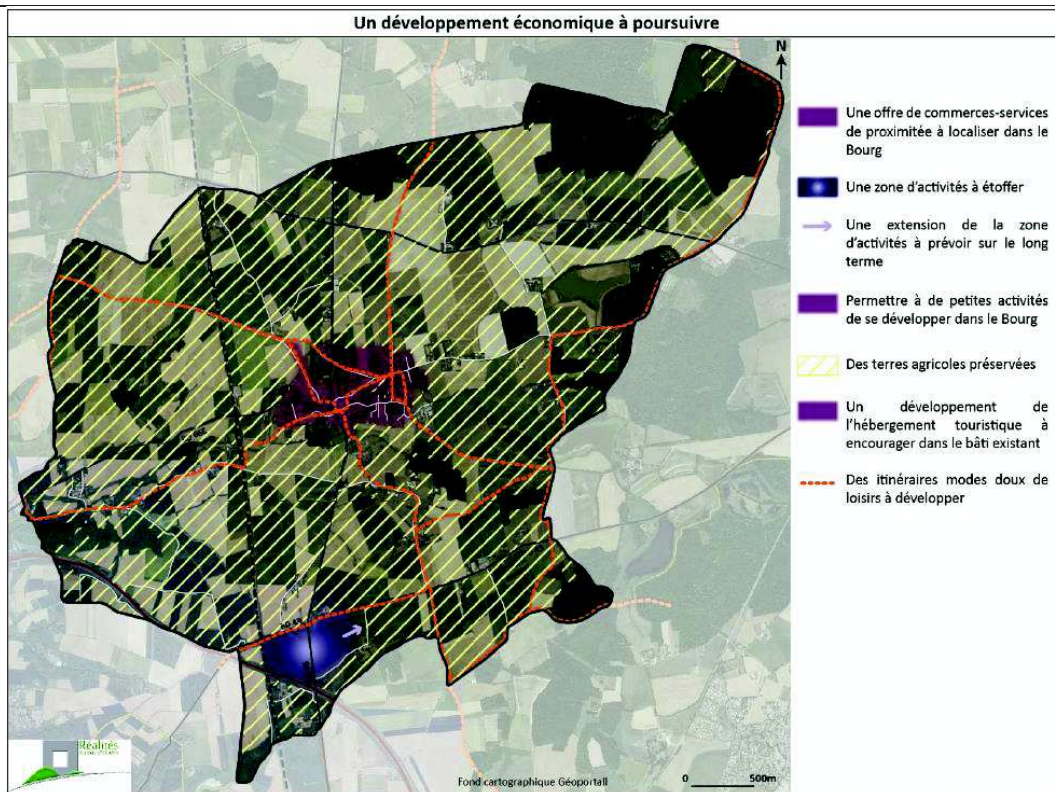 Un développement économique à poursuivre
N
Une offre de commerces-services
de proximitée à localiser dans le
Bourg
Une zone d'activités à étoffer
Une extension de la zone
d'activités à prévoir sur le long
terme
Permettre à de petites activités
de se développer dans le Bourg
Des terres agricoles préservées
Un développement de
l'hébergement touristique à
encourager dans le bâti existant
Des itinéraires modes doux de
loisirs à développer
Réalités
Fond cartographique Géoportail
0 500m